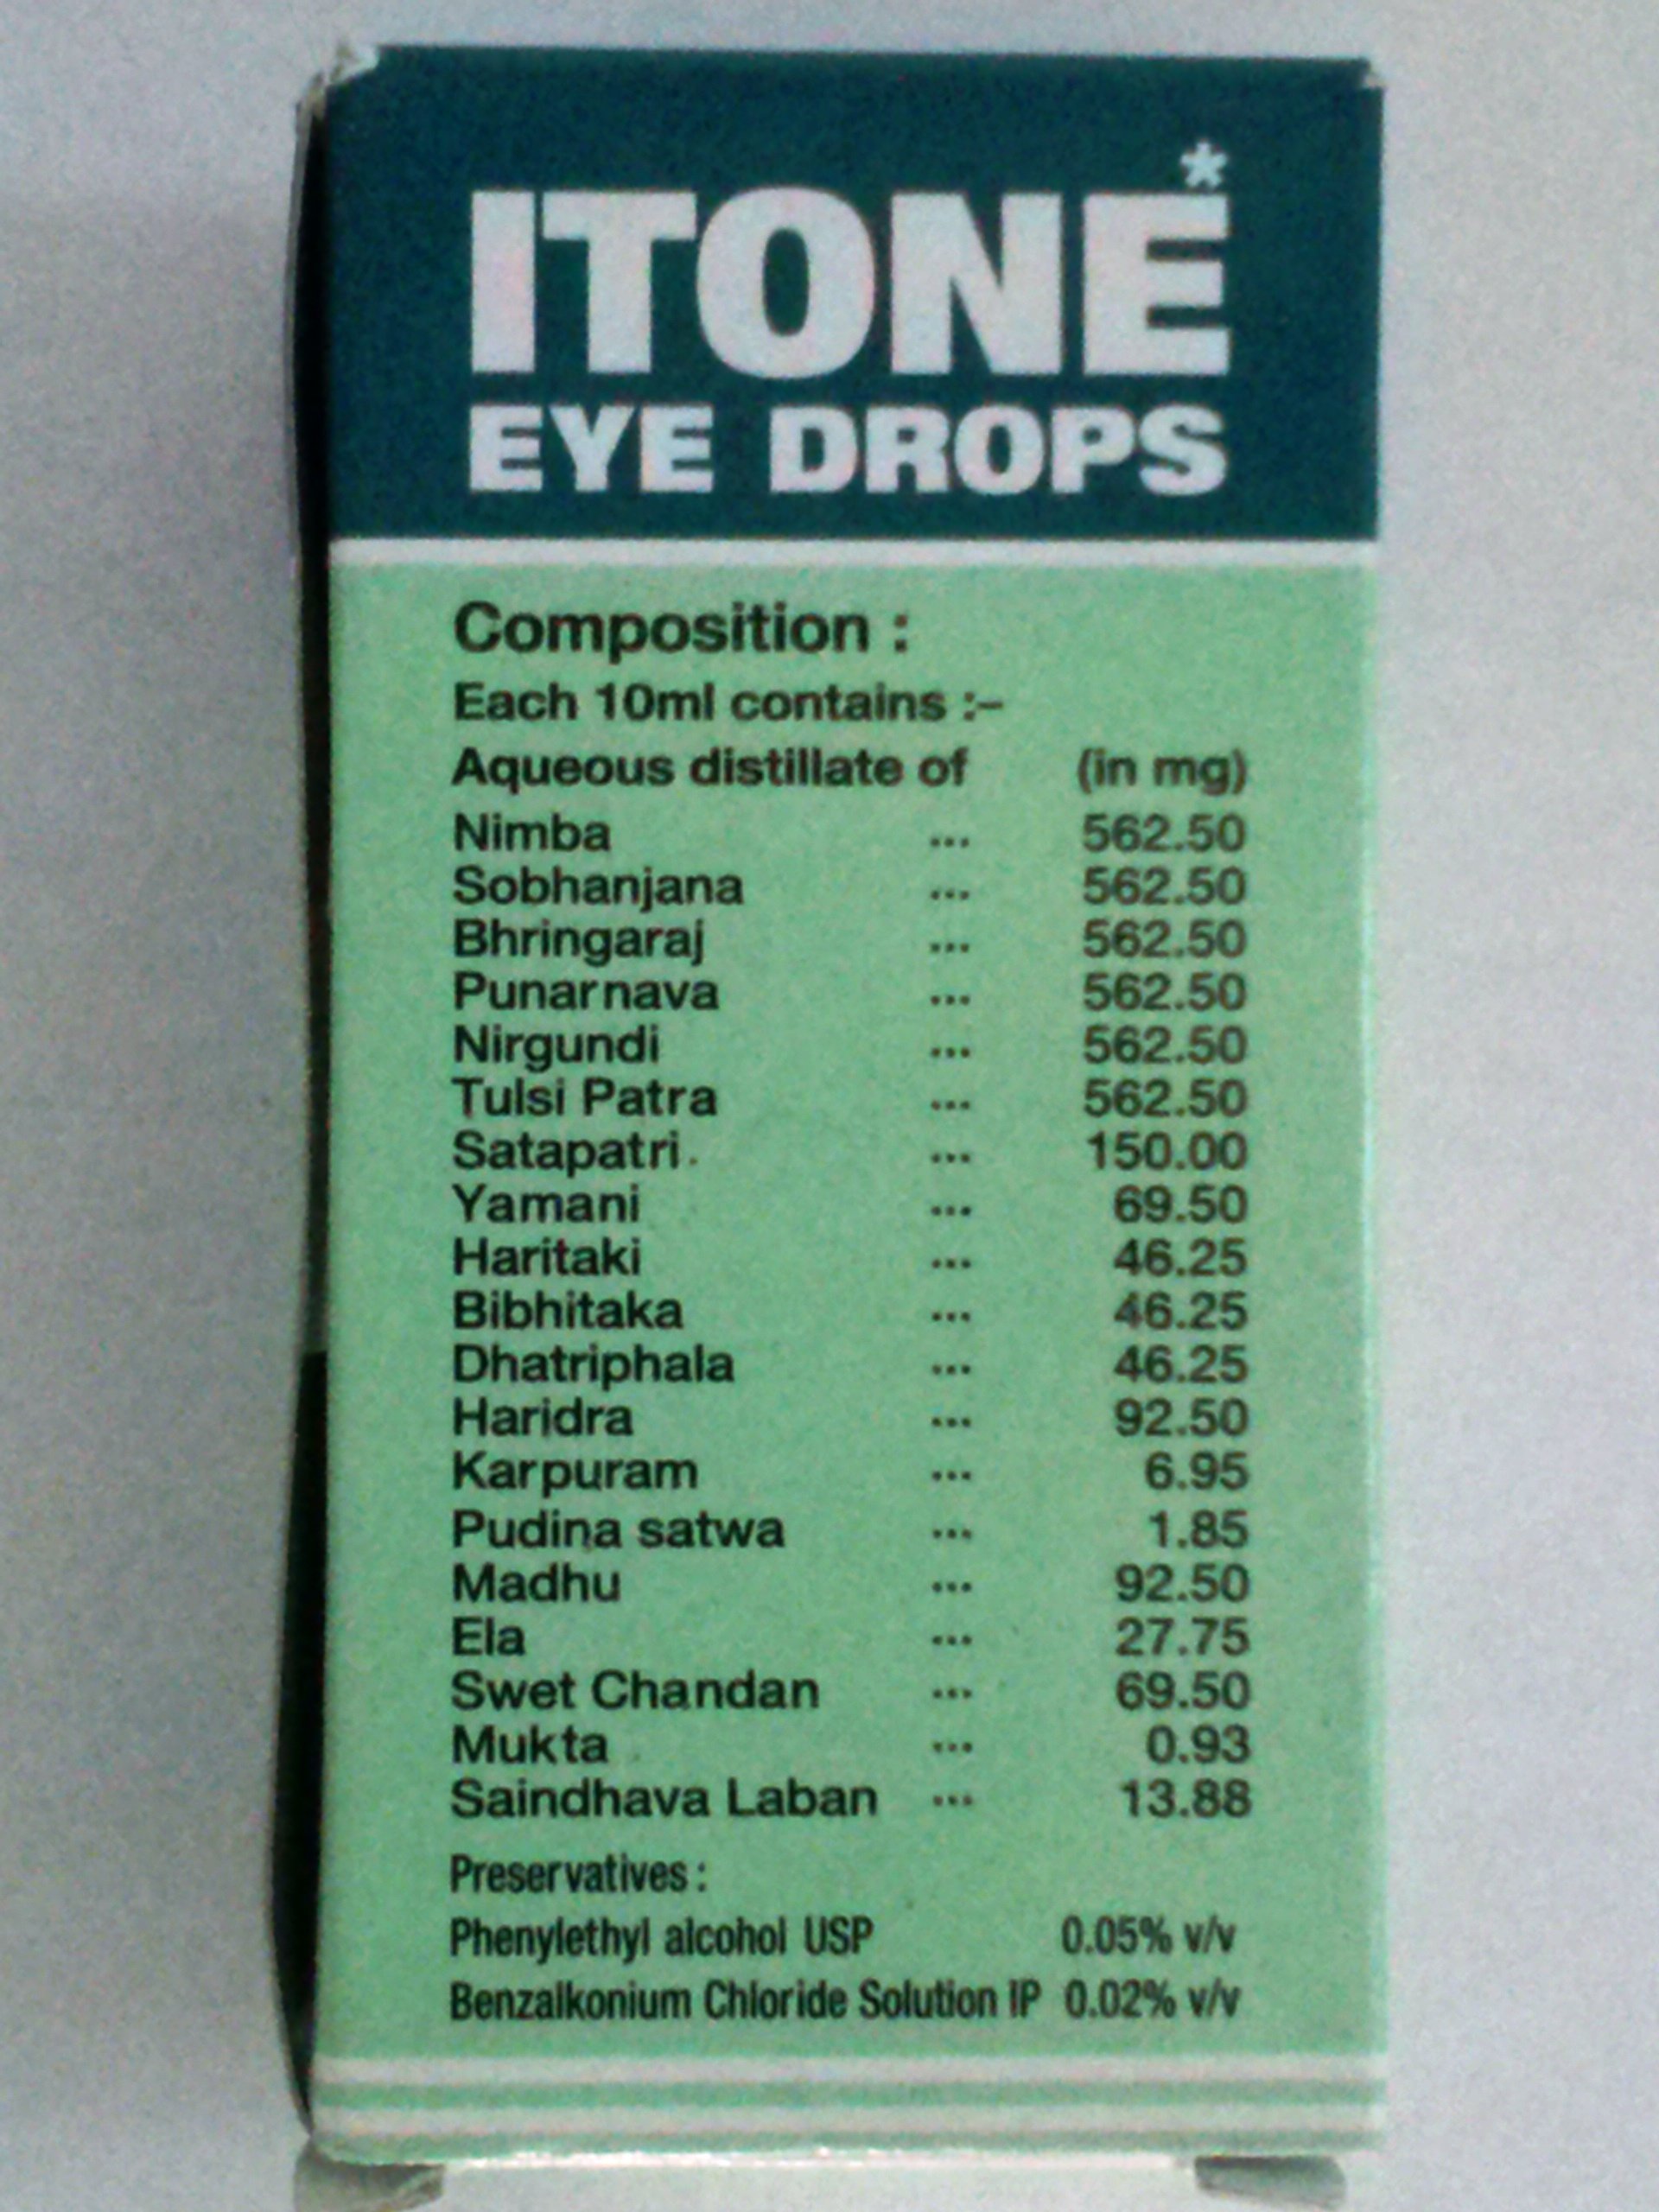 ITONE*
EYE DROPS
Composition :
Each 10ml contains :–
Aqueous distillate of (in mg)
Nimba ... 562.50
Sobhanjana ... 562.50
Bhringaraj ... 562.50
Punarnava ... 562.50
Nirgundi ... 562.50
Tulsi Patra ... 562.50
Satapatri ... 150.00
Yamani ... 69.50
Haritaki ... 46.25
Bibhitaka ... 46.25
Dhatriphala ... 46.25
Haridra ... 92.50
Karpuram ... 6.95
Pudina satwa ... 1.85
Madhu ... 92.50
Ela ... 27.75
Swet Chandan ... 69.50
Mukta ... 0.93
Saindhava Laban ... 13.88
Preservatives :
Phenylethyl alcohol USP 0.05% v/v
Benzalkonium Chloride Solution IP 0.02% v/v